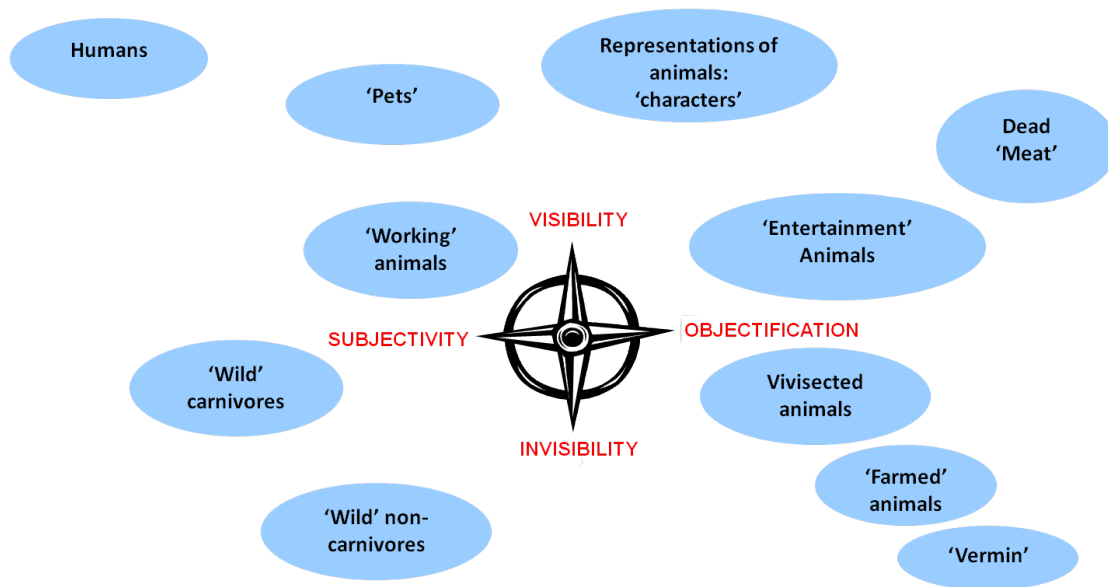 Humans
‘Pets’
Representations of
animals:
‘characters’
Dead
‘Meat’
‘Working’
animals
VISIBILITY
‘Entertainment’
Animals
SUBJECTIVITY
OBJECTIFICATION
‘Wild’
carnivores
Vivisected
animals
INVISIBILITY
‘Farmed’
animals
‘Wild’ non-
carnivores
‘Vermin’